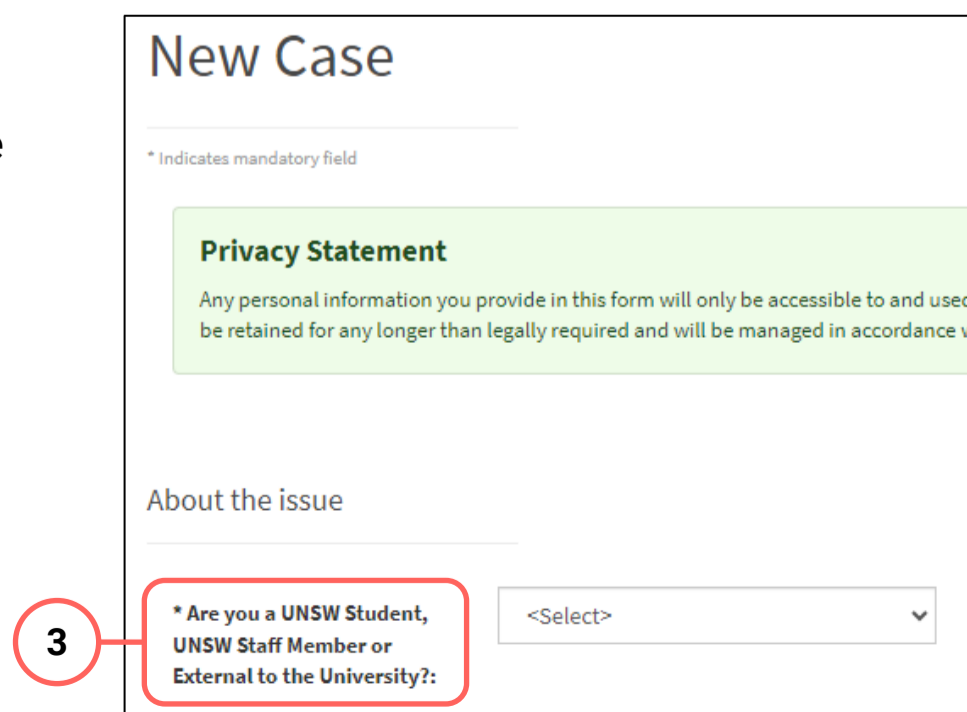 New Case
e
* Indicates mandatory field
Privacy Statement
Any personal information you provide in this form will only be accessible to and used
be retained for any longer than legally required and will be managed in accordance
About the issue
3
* Are you a UNSW Student,
UNSW Staff Member or
External to the University?:
<Select>